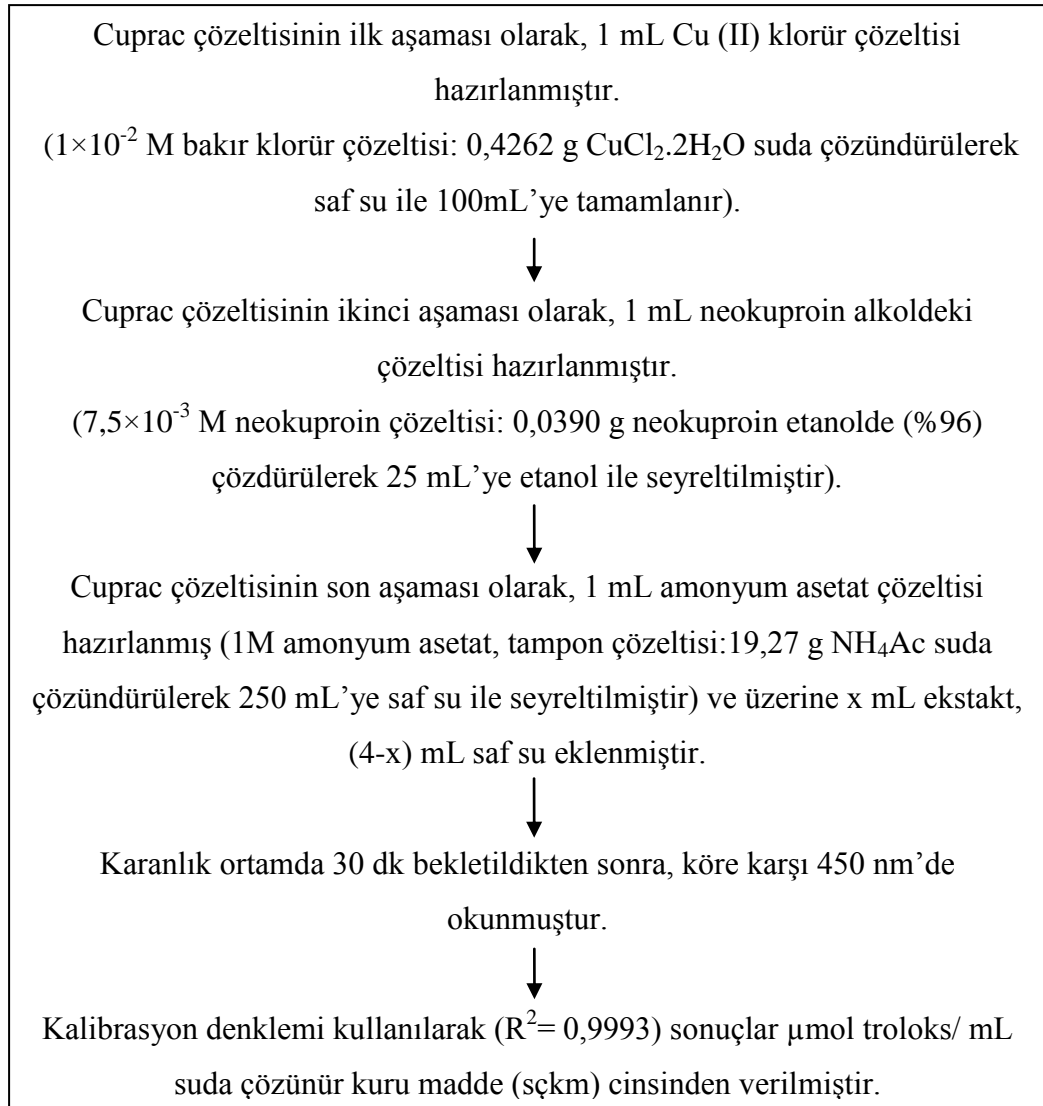 Cuprac çözeltisinin ilk aşaması olarak, 1 mL Cu (II) klorür çözeltisi
hazırlanmıştır.
(1×10⁻² M bakır klorür çözeltisi: 0,4262 g CuCl₂.2H₂O suda çözündürülerek
saf su ile 100mL’ye tamamlanır).
Cuprac çözeltisinin ikinci aşaması olarak, 1 mL neokuproin alkoldeki
çözeltisi hazırlanmıştır.
(7,5×10⁻³ M neokuproin çözeltisi: 0,0390 g neokuproin etanolde (%96)
çözdürülerek 25 mL’ye etanol ile seyreltilmiştir).
Cuprac çözeltisinin son aşaması olarak, 1 mL amonyum asetat çözeltisi
hazırlanmış (1M amonyum asetat, tampon çözeltisi:19,27 g NH₄Ac suda
çözündürülerek 250 mL’ye saf su ile seyreltilmiştir) ve üzerine x mL ekstakt,
(4-x) mL saf su eklenmiştir.
Karanlık ortamda 30 dk bekletildikten sonra, köre karşı 450 nm’de
okunmuştur.
Kalibrasyon denklemi kullanılarak (R²= 0,9993) sonuçlar µmol troloks/ mL
suda çözünür kuru madde (sçkm) cinsinden verilmiştir.